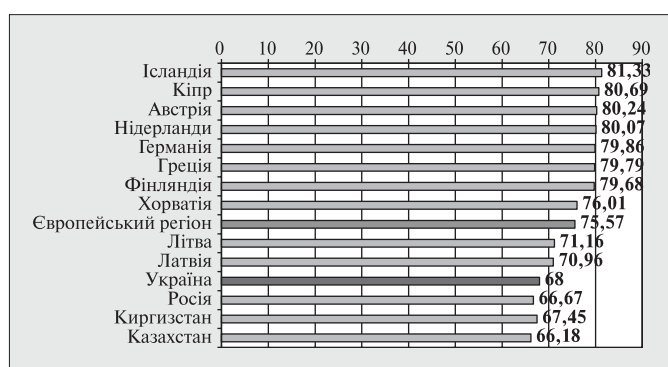 0 10 20 30 40 50 60 70 80 90
Ісландія 81,33
Кіпр 80,69
Австрія 80,24
Нідерланди 80,07
Германія 79,86
Греція 79,79
Фінляндія 79,68
Хорватія 76,01
Європейський регіон 75,57
Літва 71,16
Латвія 70,96
Україна 68
Росія 66,67
Киргизстан 67,45
Казахстан 66,18